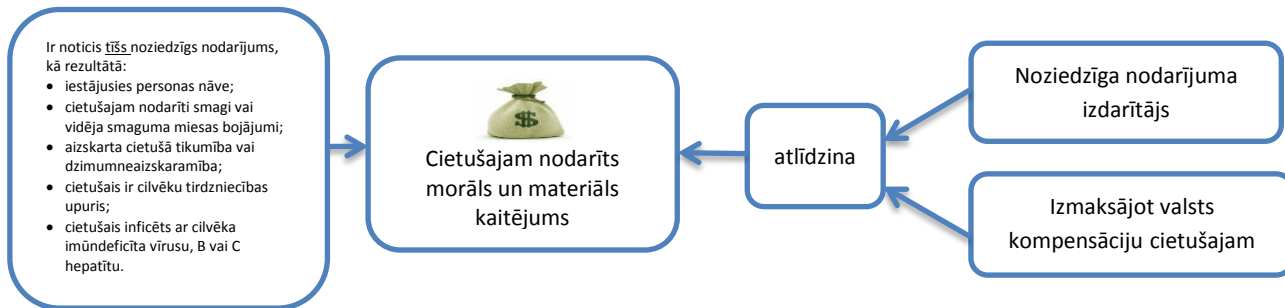 Ir noticis tīšs noziedzīgs nodarījums,
kā rezultātā:
• iestājusies personas nāve;
• cietušajam nodarīti smagi vai
vidēja smaguma miesas bojājumi;
• aizskarta cietušā tikumība vai
dzimumneaizskaramība;
• cietušais ir cilvēku tirdzniecības
upuris;
• cietušais inficēts ar cilvēka
imūndeficīta vīrusu, B vai C
hepatītu.
$
Cietušajam nodarīts
morāls un materiāls
kaitējums
atlīdzina
Noziedzīga nodarījuma
izdarītājs
Izmaksājot valsts
kompensāciju cietušajam